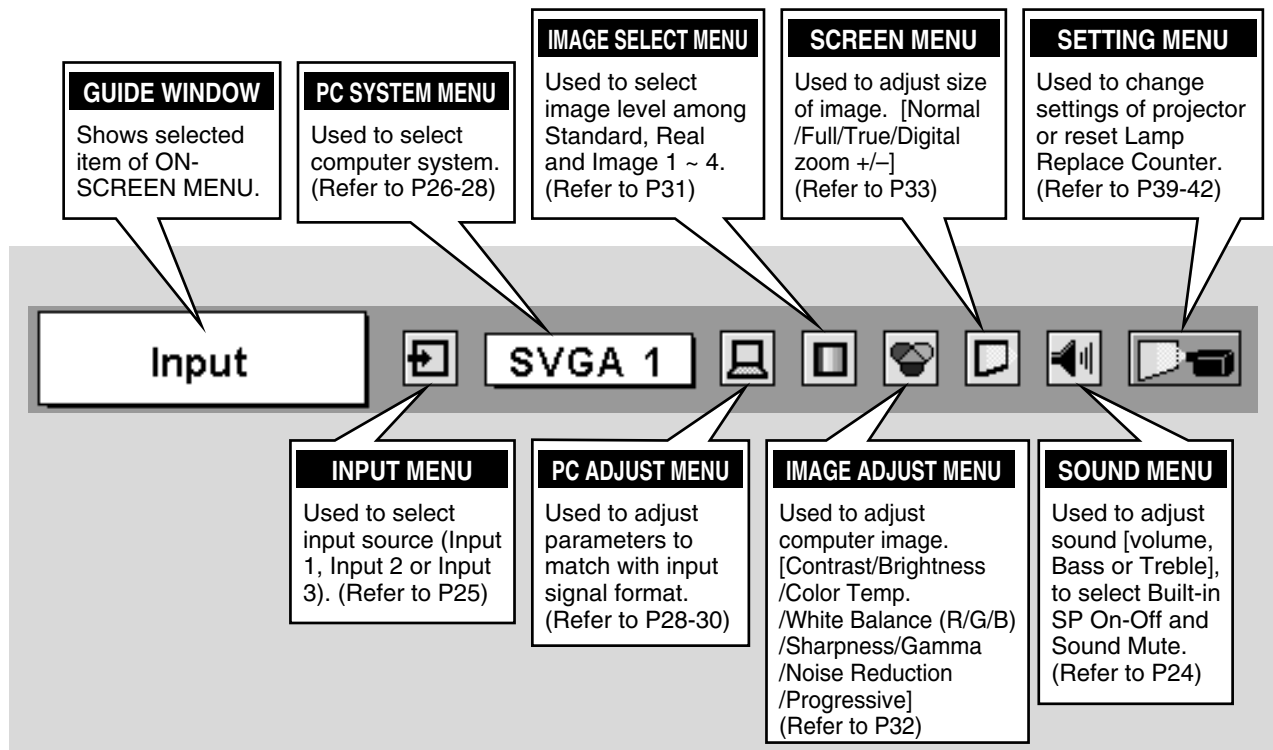 GUIDE WINDOW
Shows selected
item of ON-
SCREEN MENU.
PC SYSTEM MENU
Used to select
computer system.
(Refer to P26-28)
IMAGE SELECT MENU
Used to select
image level among
Standard, Real
and Image 1 ~ 4.
(Refer to P31)
SCREEN MENU
Used to adjust size
of image.  [Normal
/Full/True/Digital
zoom +/–]
(Refer to P33)
SETTING MENU
Used to change
settings of projector
or reset Lamp
Replace Counter.
(Refer to P39-42)
Input
SVGA 1
INPUT MENU
Used to select
input source (Input
1, Input 2 or Input
3). (Refer to P25)
PC ADJUST MENU
Used to adjust
parameters to
match with input
signal format.
(Refer to P28-30)
IMAGE ADJUST MENU
Used to adjust
computer image.
[Contrast/Brightness
/Color Temp.
/White Balance (R/G/B)
/Sharpness/Gamma
/Noise Reduction
/Progressive]
(Refer to P32)
SOUND MENU
Used to adjust
sound [volume,
Bass or Treble],
to select Built-in
SP On-Off and
Sound Mute.
(Refer to P24)